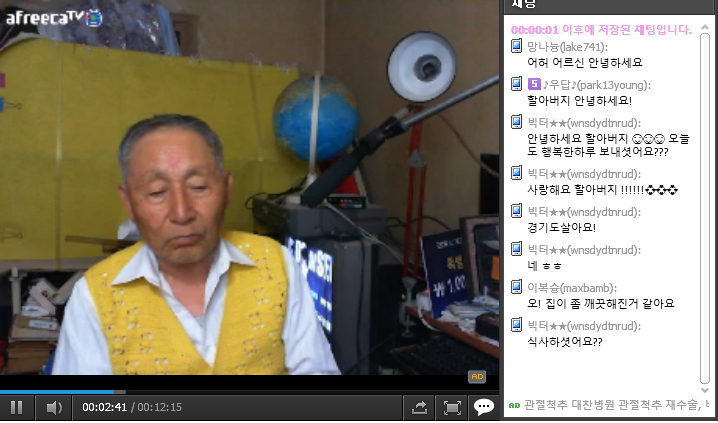 afreecaTV
채팅
00:00:01 이후에 저장된 채팅입니다.
망나늉(lake741):
어허 어르신 안녕하세요
5 ♪우답♪(park13young):
할아버지 안녕하세요!
빅터★★(wnsdydtnrud):
안녕하세요 할아버지 ☺☺☺ 오늘
도 행복한하루 보내셧어요???
빅터★★(wnsdydtnrud):
사랑해요 할아버지 !!!!!!❖❖❖
빅터★★(wnsdydtnrud):
경기도살아요!
빅터★★(wnsdydtnrud):
네 ㅎㅎ
이복슝(maxbamb):
오! 집이 좀 깨끗해진거 같아요
빅터★★(wnsdydtnrud):
식사하셧어요??
₩ 1,00
AD
00:02:41 / 00:12:15
AD 관절척추 대찬병원 관절척추 재수술,